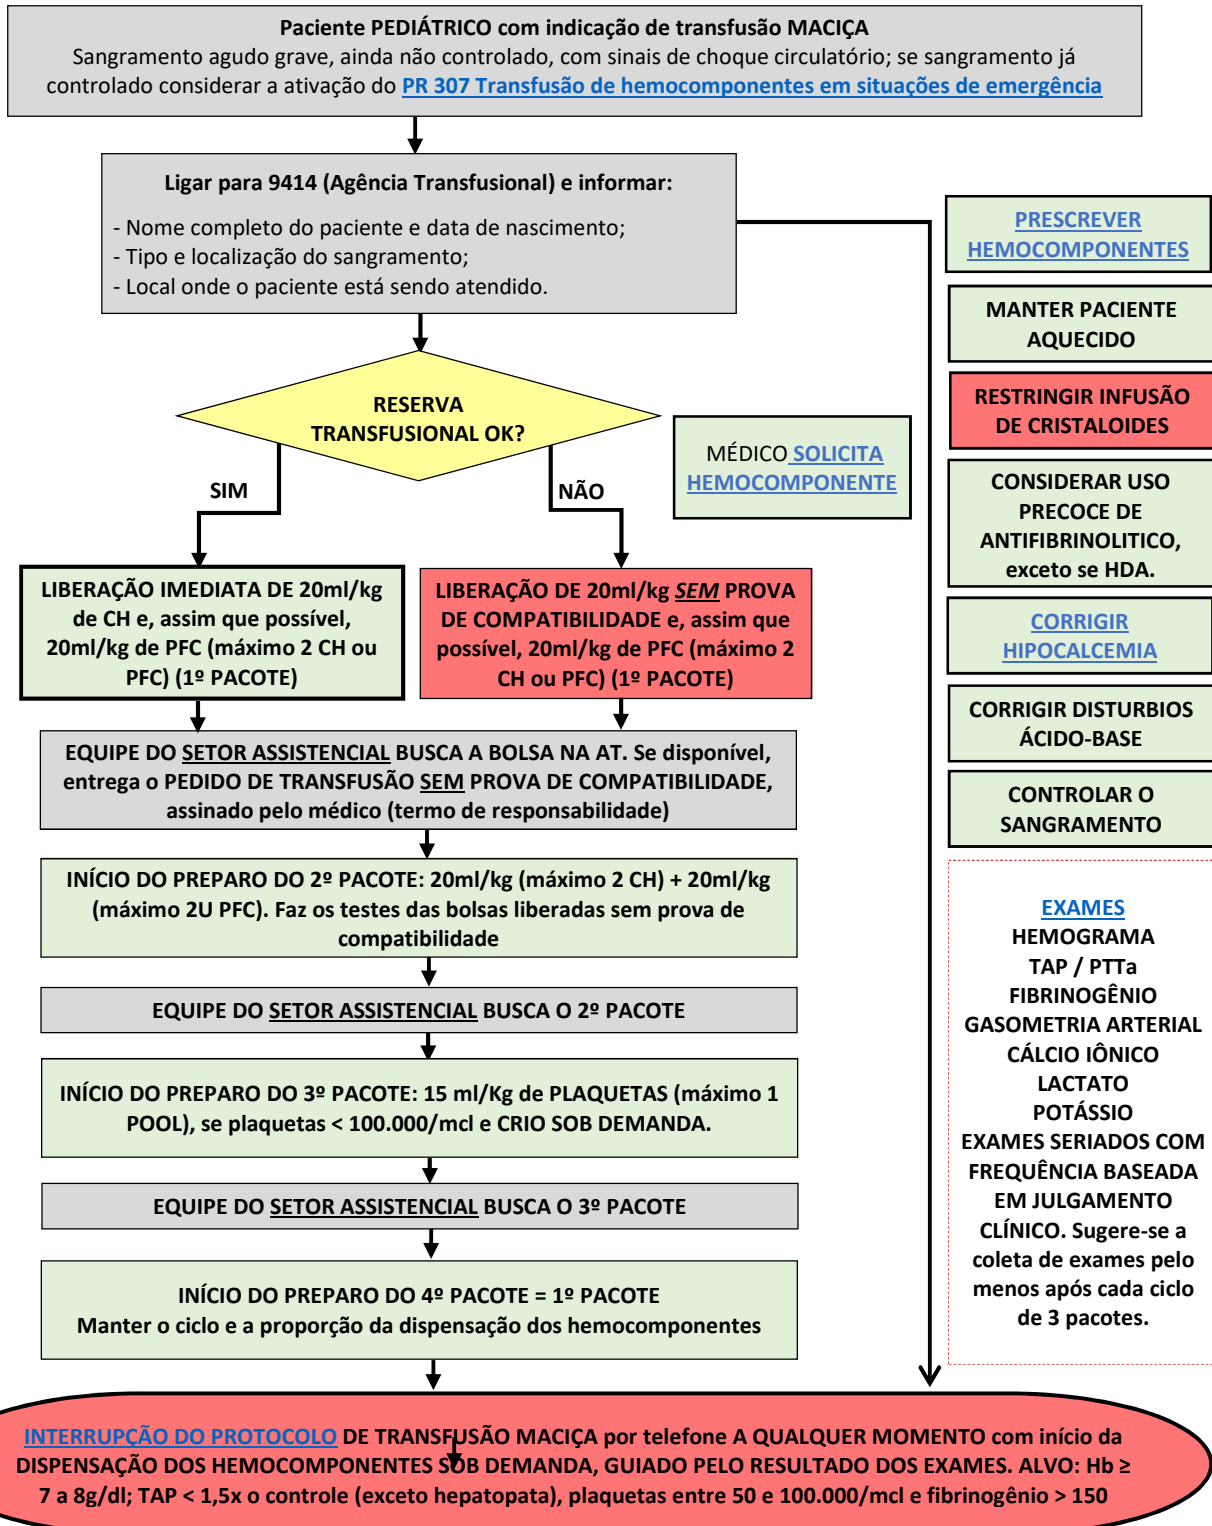 Paciente PEDIÁTRICO com indicação de transfusão MACIÇA
Sangramento agudo grave, ainda não controlado, com sinais de choque circulatório; se sangramento já
controlado considerar a ativação do PR 307 Transfusão de hemocomponentes em situações de emergência
Ligar para 9414 (Agência Transfusional) e informar:
- Nome completo do paciente e data de nascimento;
- Tipo e localização do sangramento;
- Local onde o paciente está sendo atendido.
RESERVA
TRANSFUSIONAL OK?
SIM
NÃO
MÉDICO SOLICITA
HEMOCOMPONENTE
LIBERAÇÃO IMEDIATA DE 20ml/kg
de CH e, assim que possível,
20ml/kg de PFC (máximo 2 CH ou
PFC) (1º PACOTE)
LIBERAÇÃO DE 20ml/kg SEM PROVA
DE COMPATIBILIDADE e, assim que
possível, 20ml/kg de PFC (máximo 2
CH ou PFC) (1º PACOTE)
EQUIPE DO SETOR ASSISTENCIAL BUSCA A BOLSA NA AT. Se disponível,
entrega o PEDIDO DE TRANSFUSÃO SEM PROVA DE COMPATIBILIDADE,
assinado pelo médico (termo de responsabilidade)
INÍCIO DO PREPARO DO 2º PACOTE: 20ml/kg (máximo 2 CH) + 20ml/kg
(máximo 2U PFC). Faz os testes das bolsas liberadas sem prova de
compatibilidade
EQUIPE DO SETOR ASSISTENCIAL BUSCA O 2º PACOTE
INÍCIO DO PREPARO DO 3º PACOTE: 15 ml/Kg de PLAQUETAS (máximo 1
POOL), se plaquetas < 100.000/mcl e CRIO SOB DEMANDA.
EQUIPE DO SETOR ASSISTENCIAL BUSCA O 3º PACOTE
INÍCIO DO PREPARO DO 4º PACOTE = 1º PACOTE
Manter o ciclo e a proporção da dispensação dos hemocomponentes
PRESCREVER
HEMOCOMPONENTES
MANTER PACIENTE
AQUECIDO
RESTRINGIR INFUSÃO
DE CRISTALOIDES
CONSIDERAR USO
PRECOCE DE
ANTIFIBRINOLITICO,
exceto se HDA.
CORRIGIR
HIPOCALCEMIA
CORRIGIR DISTURBIOS
ÁCIDO-BASE
CONTROLAR O
SANGRAMENTO
EXAMES
HEMOGRAMA
TAP / PTTa
FIBRINOGÊNIO
GASOMETRIA ARTERIAL
CÁLCIO IÔNICO
LACTATO
POTÁSSIO
EXAMES SERIADOS COM
FREQUÊNCIA BASEADA
EM JULGAMENTO
CLÍNICO. Sugere-se a
coleta de exames pelo
menos após cada ciclo
de 3 pacotes.
INTERRUPÇÃO DO PROTOCOLO DE TRANSFUSÃO MACIÇA por telefone A QUALQUER MOMENTO com início da
DISPENSAÇÃO DOS HEMOCOMPONENTES SOB DEMANDA, GUIADO PELO RESULTADO DOS EXAMES. ALVO: Hb ≥
7 a 8g/dl; TAP < 1,5x o controle (exceto hepatopata), plaquetas entre 50 e 100.000/mcl e fibrinogênio > 150